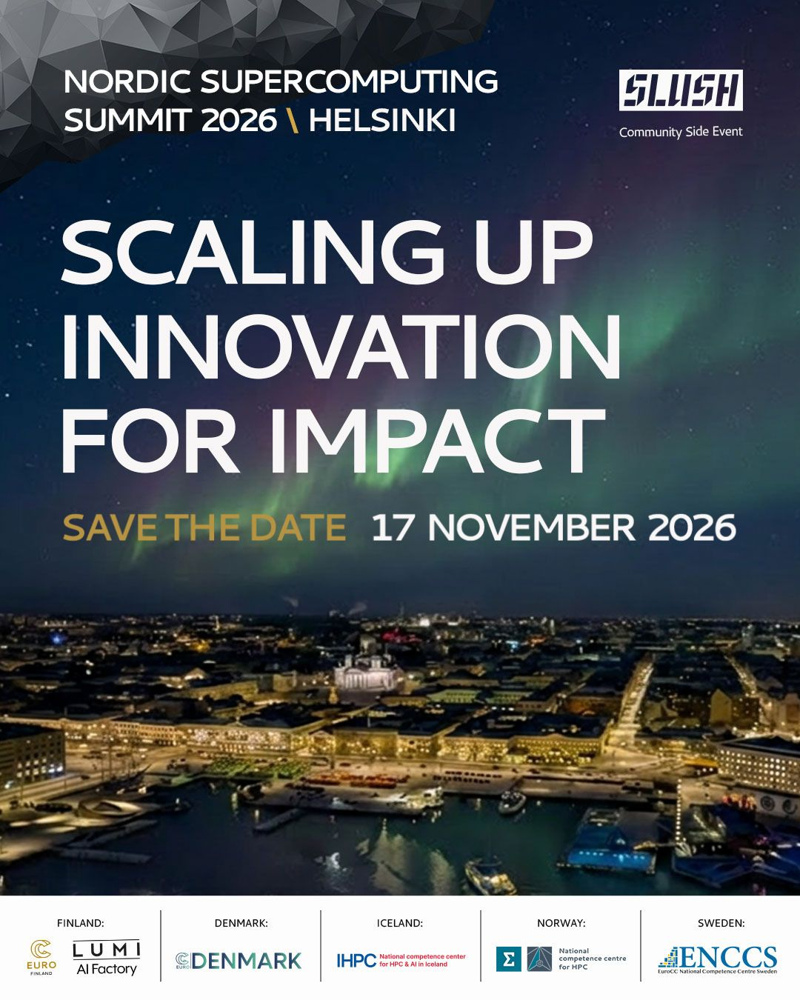 NORDIC SUPERCOMPUTING
SUMMIT 2026 \ HELSINKI
SLUSH
Community Side Event
SCALING UP
INNOVATION
FOR IMPACT
SAVE THE DATE 17 NOVEMBER 2026
FINLAND:
EURO
FINLAND
LUMI
AI Factory
DENMARK:
EURO
DENMARK
ICELAND:
IHPC
National competence center
for HPC & AI in Iceland
NORWAY:
Σ
National
competence centre
for HPC
SWEDEN:
ENCCS
EuroCC National Competence Centre Sweden